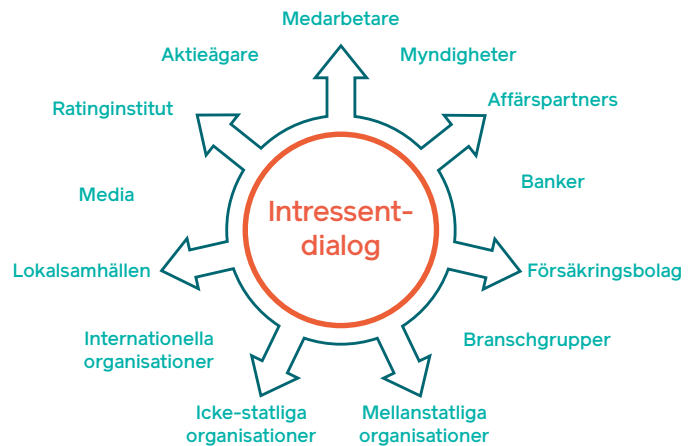 Medarbetare
Aktieägare
Myndigheter
Ratinginstitut
Affärspartners
Media
Banker
Intressent-
dialog
Lokalsamhällen
Försäkringsbolag
Internationella
organisationer
Branschgrupper
Icke-statliga
organisationer
Mellanstatliga
organisationer